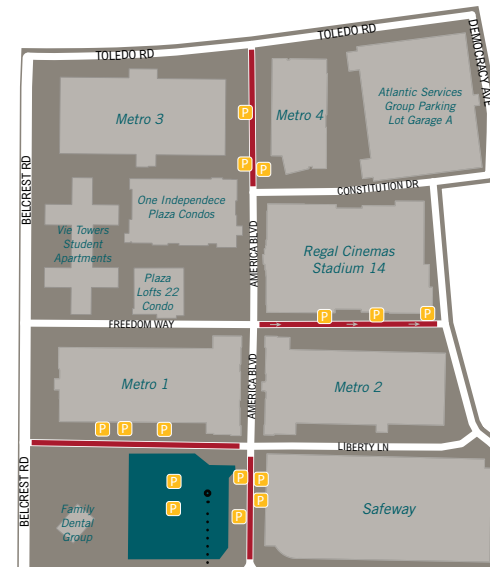 TOLEDO RD
TOLEDO RD
DEMOCRACY AVE
Metro 3
P
Metro 4
Atlantic Services
Group Parking
Lot Garage A
P
P
BELCREST RD
CONSTITUTION DR
One Independece
Plaza Condos
Vie Towers
Student
Apartments
AMERICA BLVD
Regal Cinemas
Stadium 14
Plaza
Lofts 22
Condo
P
P
P
FREEDOM WAY
Metro 1
AMERICA BLVD
Metro 2
P
P
P
LIBERTY LN
BELCREST RD
P
P
P
P
P
P
Family
Dental
Group
Safeway